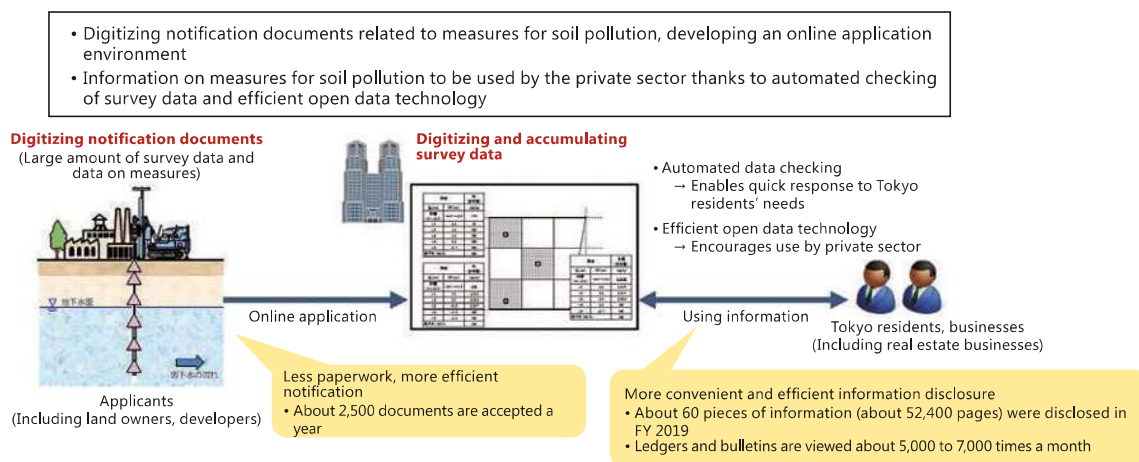 • Digitizing notification documents related to measures for soil pollution, developing an online application
environment
• Information on measures for soil pollution to be used by the private sector thanks to automated checking
of survey data and efficient open data technology
Digitizing notification documents
(Large amount of survey data and
data on measures)
地下水面
地下水の流れ
Applicants
(Including land owners, developers)
Online application
Less paperwork, more efficient
notification
• About 2,500 documents are accepted a
year
Digitizing and accumulating
survey data
• Automated data checking
→ Enables quick response to Tokyo
residents' needs
• Efficient open data technology
→ Encourages use by private sector
Using information
Tokyo residents, businesses
(Including real estate businesses)
More convenient and efficient information disclosure
• About 60 pieces of information (about 52,400 pages) were disclosed in
FY 2019
• Ledgers and bulletins are viewed about 5,000 to 7,000 times a month